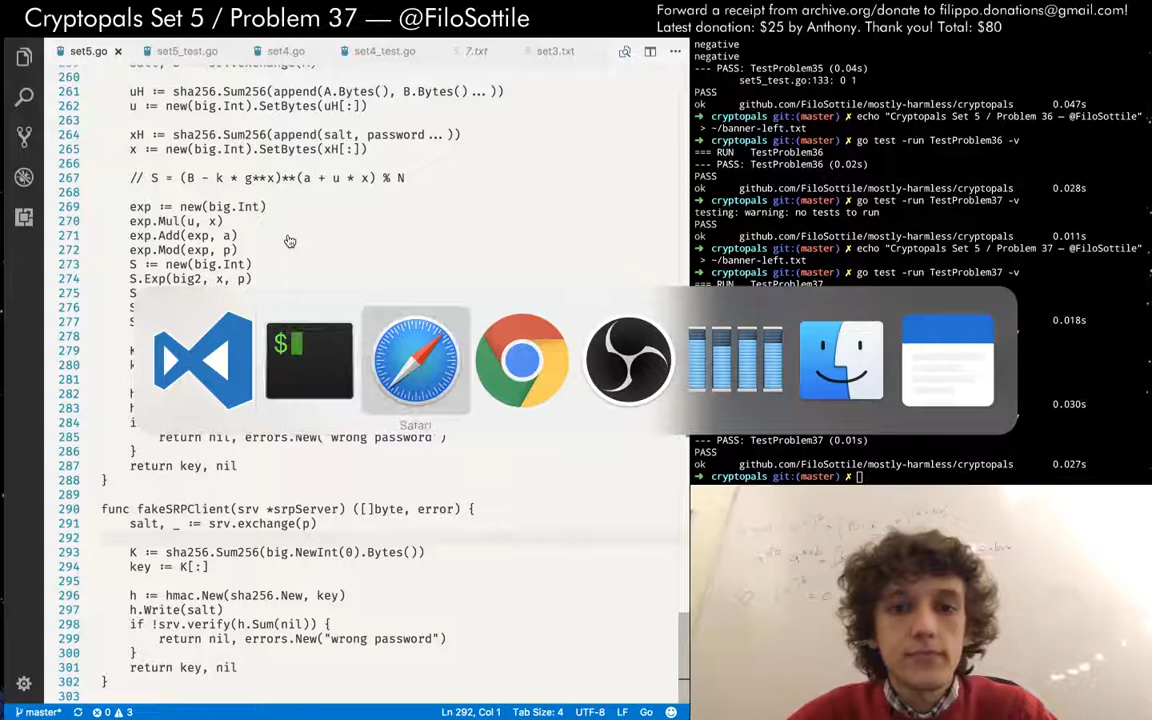 Cryptopals Set 5 / Problem 37 — @FiloSottile
Forward a receipt from archive.org/donate to filippo.donations@gmail.com!
Latest donation: $25 by Anthony. Thank you! Total: $80
set5.go
set5_test.go
set4.go
set4_test.go
7.txt
set3.txt
260
261 uH := sha256.Sum256(append(A.Bytes(), B.Bytes()...))
262 u := new(big.Int).SetBytes(uH[:])
263
264 xH := sha256.Sum256(append(salt, password...))
265 x := new(big.Int).SetBytes(xH[:])
266
267 // S = (B - k * g**x)**(a + u * x) % N
268
269 exp := new(big.Int)
270 exp.Mul(u, x)
271 exp.Add(exp, a)
272 exp.Mod(exp, p)
273 S := new(big.Int)
274 S.Exp(big2, x, p)
275 S
276 S
277 S
278
279 K
280 k
281
282 h
283 h
284 i
285 return nil, errors.New("wrong password")
286 }
287 return key, nil
288 }
289
290 func fakeSRPClient(srv *srpServer) ([]byte, error) {
291 salt, _ := srv.exchange(p)
292
293 K := sha256.Sum256(big.NewInt(0).Bytes())
294 key := K[:]
295
296 h := hmac.New(sha256.New, key)
297 h.Write(salt)
298 if !srv.verify(h.Sum(nil)) {
299 return nil, errors.New("wrong password")
300 }
301 return key, nil
302 }
303
$
Safari
negative
negative
--- PASS: TestProblem35 (0.04s)
set5_test.go:133: 0 1
PASS
ok github.com/FiloSottile/mostly-harmless/cryptopals 0.047s
➜ cryptopals git:(master) ✗ echo "Cryptopals Set 5 / Problem 36 — @FiloSottile"
> ~/banner-left.txt
➜ cryptopals git:(master) ✗ go test -run TestProblem36 -v
=== RUN TestProblem36
--- PASS: TestProblem36 (0.02s)
PASS
ok github.com/FiloSottile/mostly-harmless/cryptopals 0.028s
➜ cryptopals git:(master) ✗ go test -run TestProblem37 -v
testing: warning: no tests to run
PASS
ok github.com/FiloSottile/mostly-harmless/cryptopals 0.011s
➜ cryptopals git:(master) ✗ echo "Cryptopals Set 5 / Problem 37 — @FiloSottile"
> ~/banner-left.txt
➜ cryptopals git:(master) ✗ go test -run TestProblem37 -v
=== RUN TestProblem37
0.018s
0.030s
--- PASS: TestProblem37 (0.01s)
PASS
ok github.com/FiloSottile/mostly-harmless/cryptopals 0.027s
➜ cryptopals git:(master) ✗
master*
0 3
Ln 292, Col 1
Tab Size: 4
UTF-8
LF
Go